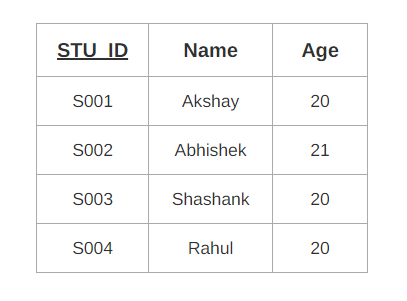 STU_ID Name Age
S001 Akshay 20
S002 Abhishek 21
S003 Shashank 20
S004 Rahul 20